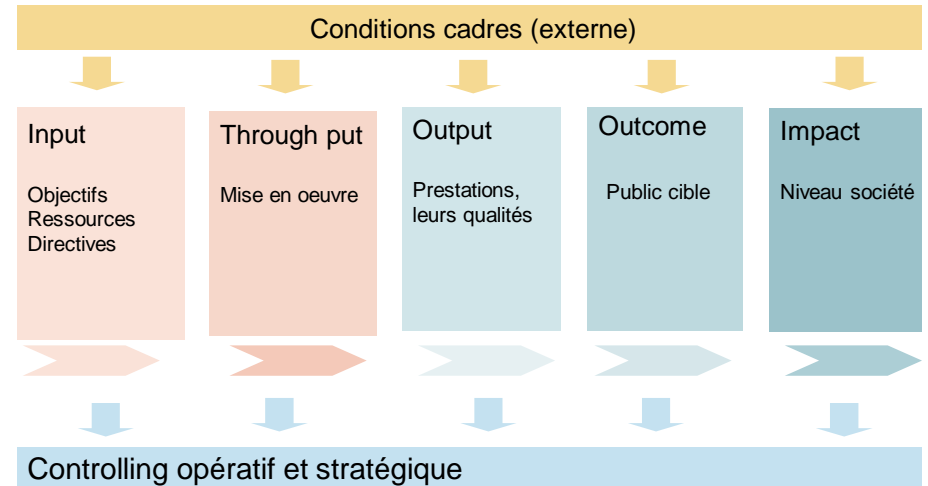 Conditions cadres (externe)
Input
Objectifs
Ressources
Directives
Through put
Mise en oeuvre
Output
Prestations,
leurs qualités
Outcome
Public cible
Impact
Niveau société
Controlling opératif et stratégique